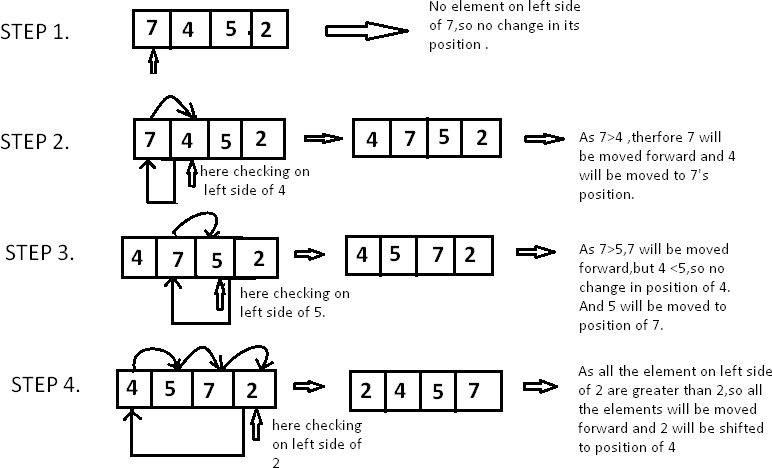 STEP 1.
7 4 5 2
No element on left side
of 7,so no change in its
position .
STEP 2.
7 4 5 2
here checking on
left side of 4
4 7 5 2
As 7>4 ,therfore 7 will
be moved forward and 4
will be moved to 7's
position.
STEP 3.
4 7 5 2
here checking on
left side of 5.
4 5 7 2
As 7>5,7 will be moved
forward,but 4 <5,so no
change in position of 4.
And 5 will be moved to
position of 7.
STEP 4.
4 5 7 2
here checking
on left side of
2
2 4 5 7
As all the element on left side
of 2 are greater than 2,so all
the elements will be moved
forward and 2 will be shifted
to position of 4